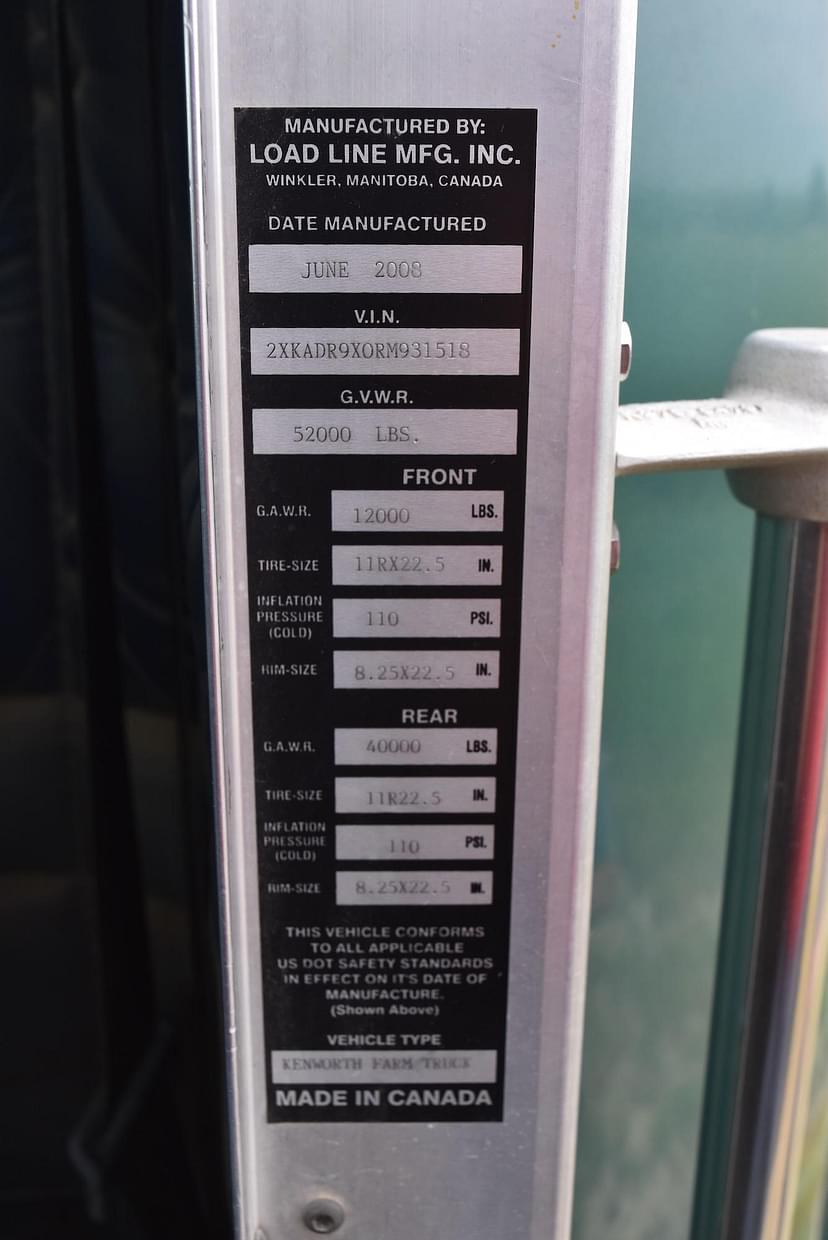 MANUFACTURED BY:
LOAD LINE MFG. INC.
WINKLER, MANITOBA, CANADA
DATE MANUFACTURED
JUNE 2008
V.I.N.
2XKADR9X0RM931518
G.V.W.R.
52000 LBS.
FRONT
G.A.W.R. 12000 LBS.
TIRE-SIZE 11RX22.5 IN.
INFLATION
PRESSURE 110 PSI.
(COLD)
RIM-SIZE 8.25X22.5 IN.
REAR
G.A.W.R. 40000 LBS.
TIRE-SIZE 11R22.5 IN.
INFLATION
PRESSURE 110 PSI.
(COLD)
RIM-SIZE 8.25X22.5 IN.
THIS VEHICLE CONFORMS
TO ALL APPLICABLE
US DOT SAFETY STANDARDS
IN EFFECT ON IT'S DATE OF
MANUFACTURE.
(Shown Above)
VEHICLE TYPE
KENWORTH FARM TRUCK
MADE IN CANADA